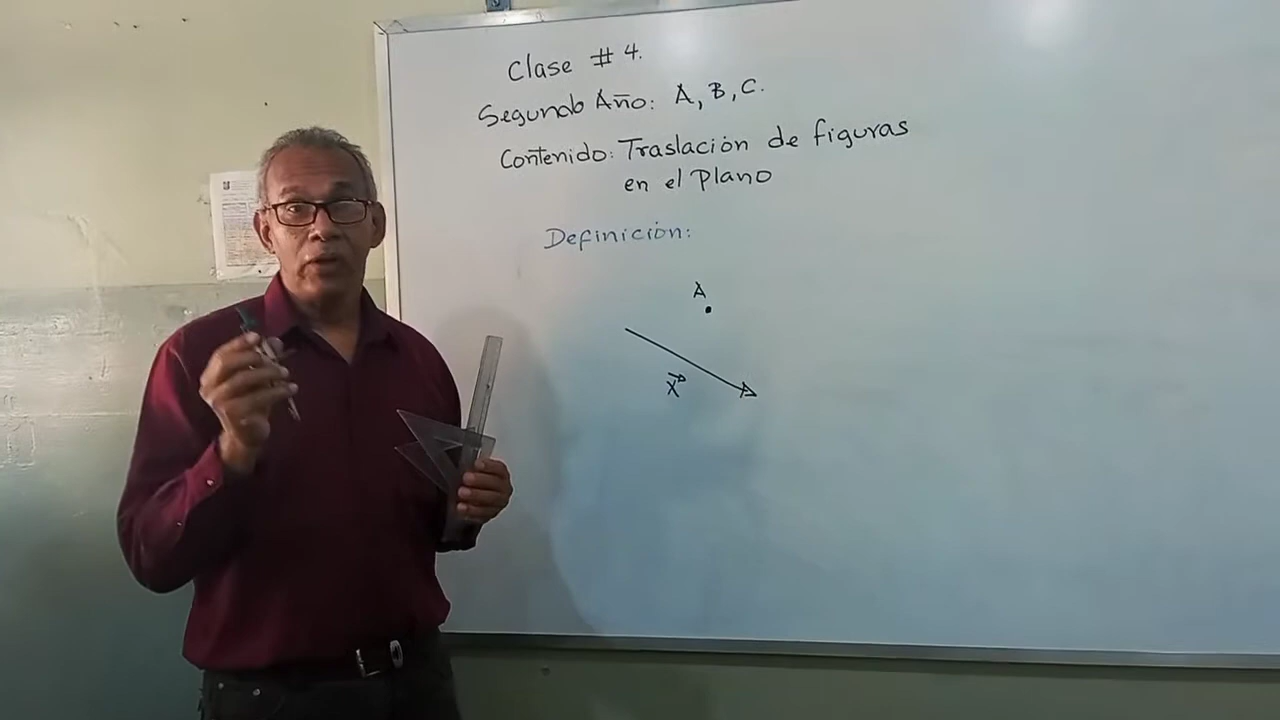 Clase # 4.
Segundo Año: A, B, C.
Contenido: Traslación de figuras
en el Plano
Definición:
A
X